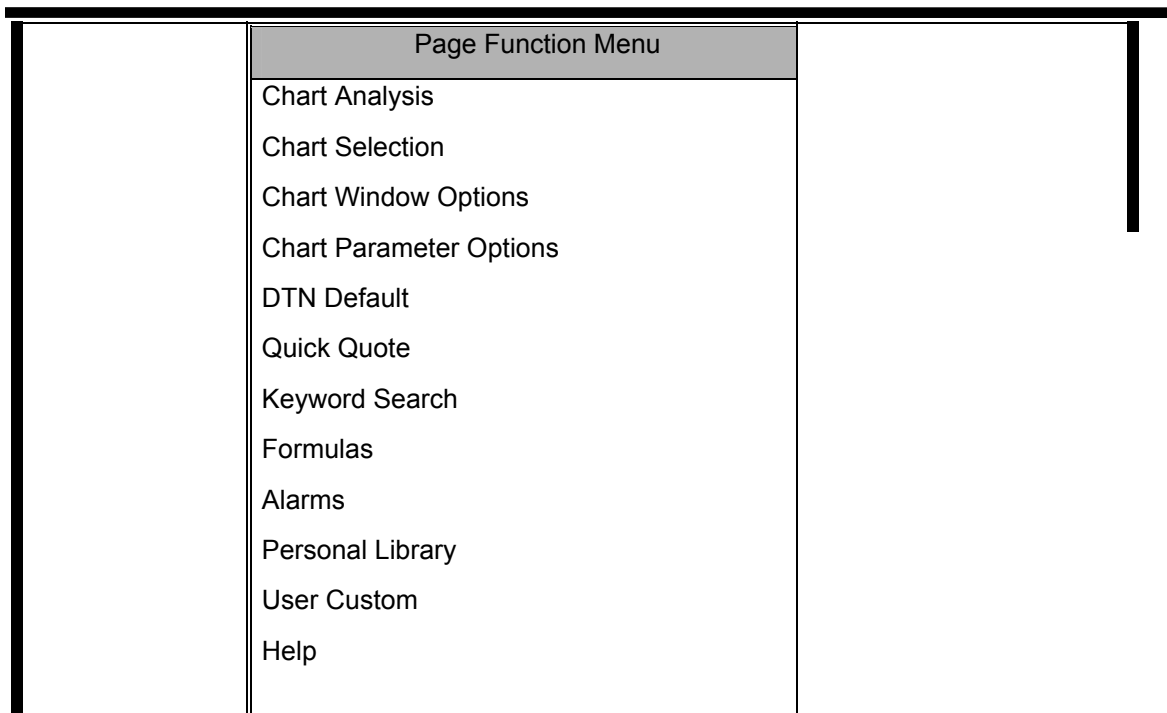 Page Function Menu
Chart Analysis
Chart Selection
Chart Window Options
Chart Parameter Options
DTN Default
Quick Quote
Keyword Search
Formulas
Alarms
Personal Library
User Custom
Help